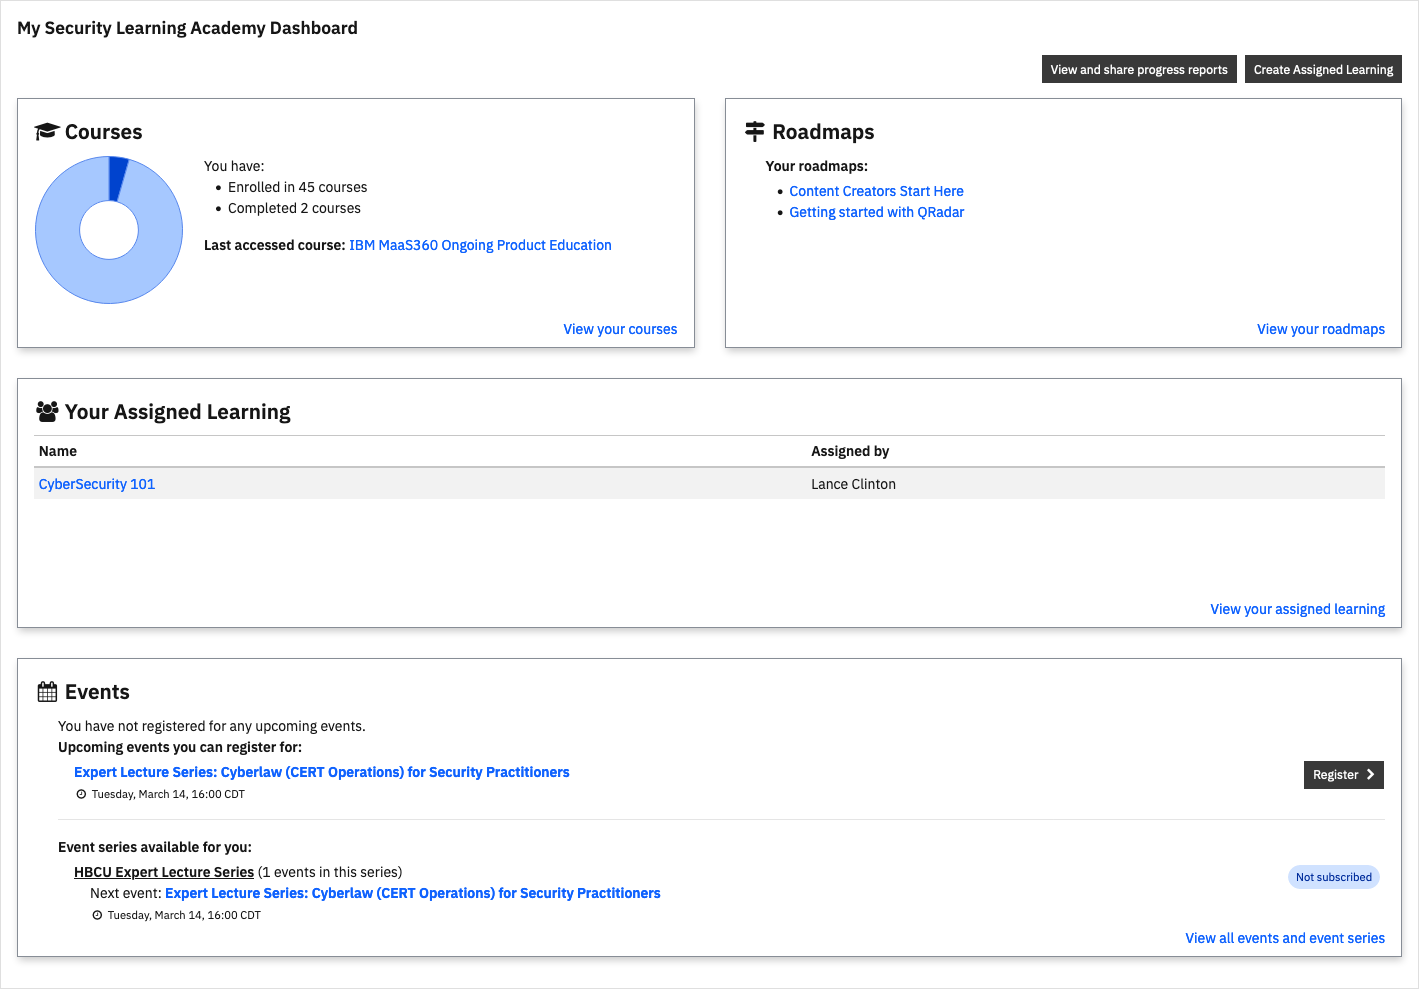 My Security Learning Academy Dashboard
View and share progress reports
Create Assigned Learning
Courses
You have:
Enrolled in 45 courses
Completed 2 courses
Last accessed course: IBM MaaS360 Ongoing Product Education
View your courses
Roadmaps
Your roadmaps:
Content Creators Start Here
Getting started with QRadar
View your roadmaps
Your Assigned Learning
Name Assigned by
CyberSecurity 101 Lance Clinton
View your assigned learning
Events
You have not registered for any upcoming events.
Upcoming events you can register for:
Expert Lecture Series: Cyberlaw (CERT Operations) for Security Practitioners
Tuesday, March 14, 16:00 CDT
Register
Event series available for you:
HBCU Expert Lecture Series (1 events in this series)
Not subscribed
Next event: Expert Lecture Series: Cyberlaw (CERT Operations) for Security Practitioners
Tuesday, March 14, 16:00 CDT
View all events and event series